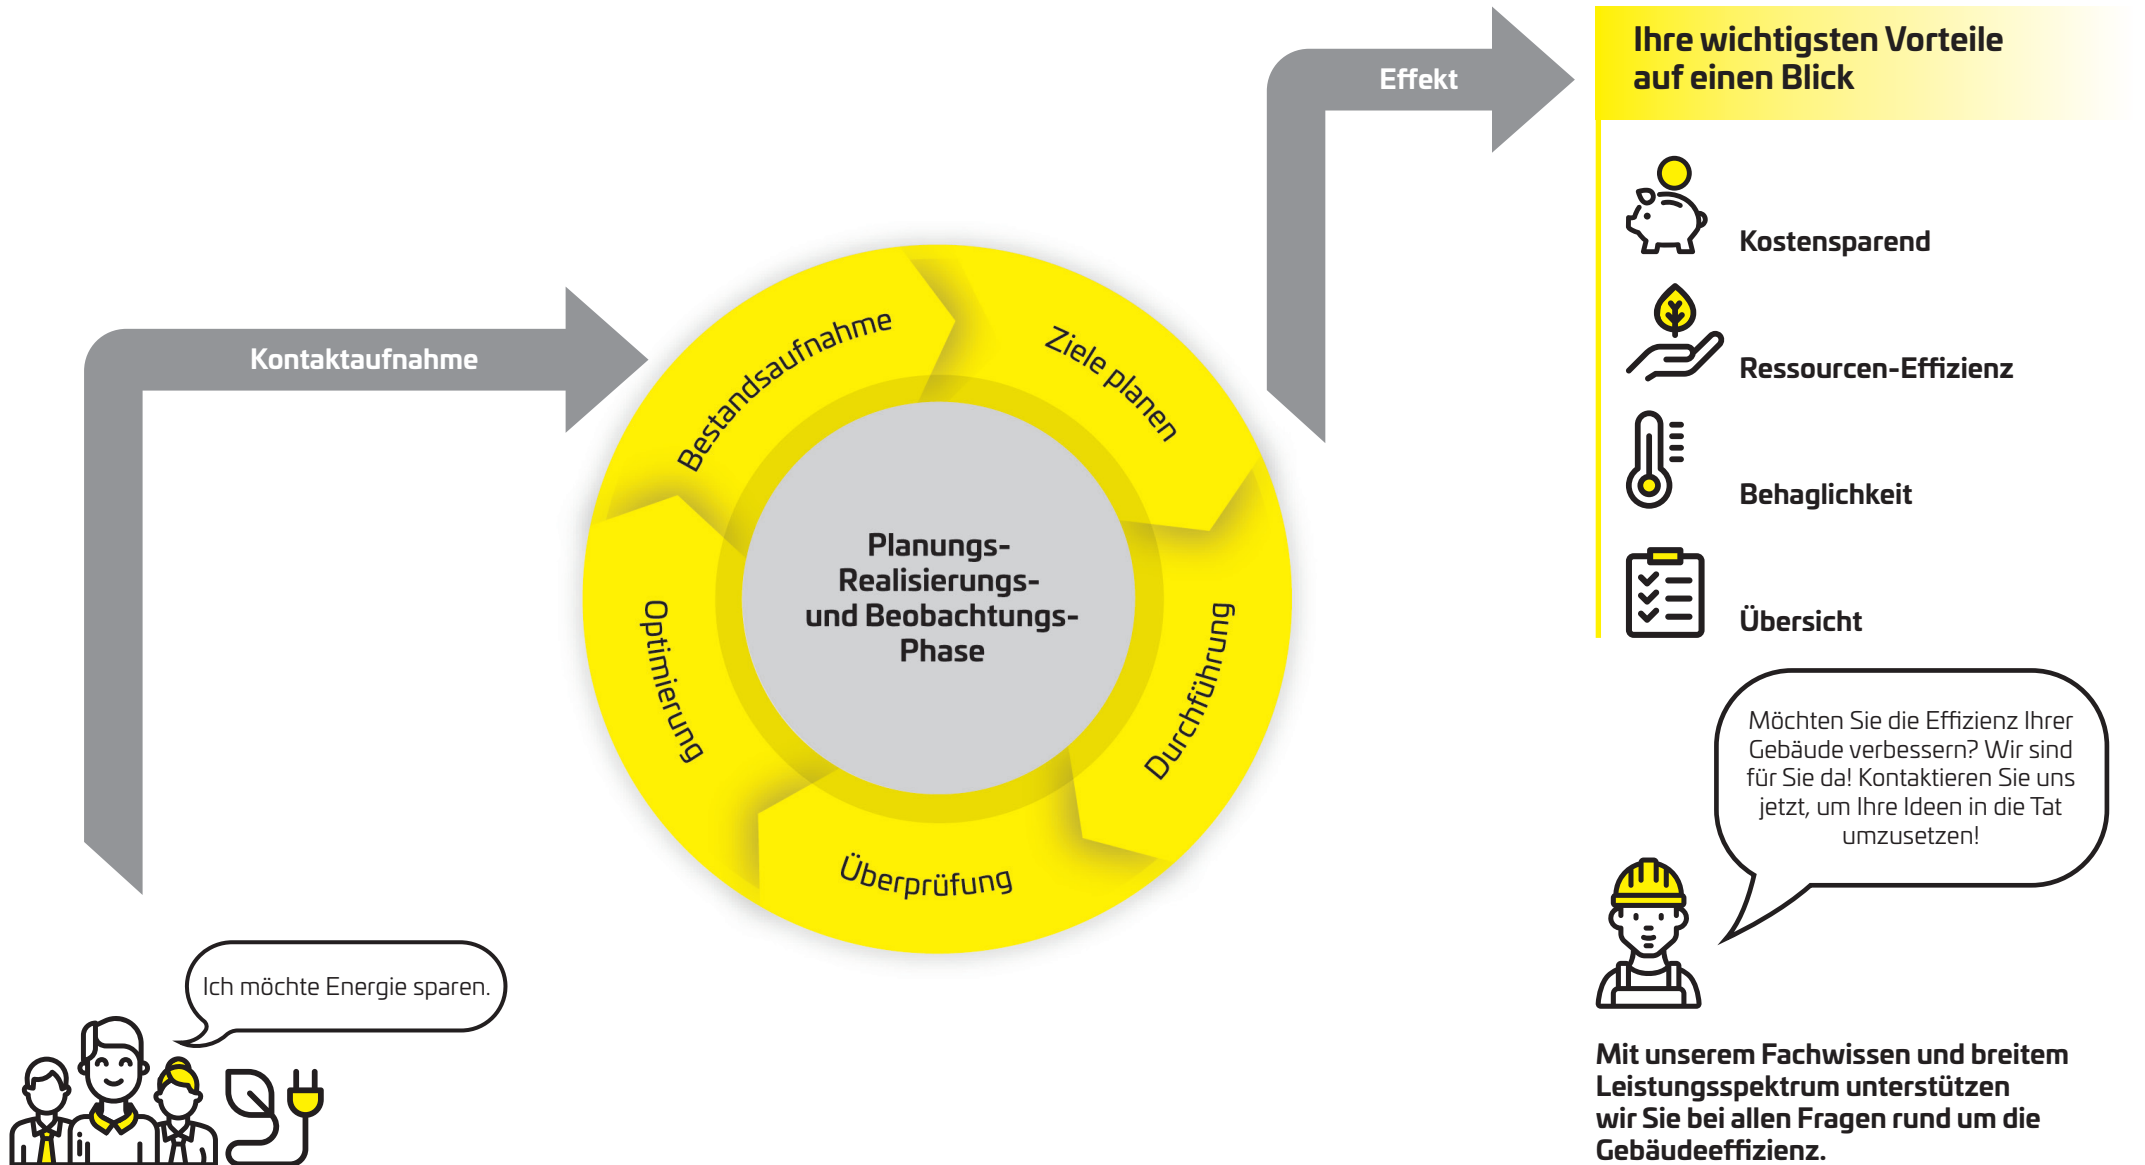 Ich möchte Energie sparen.
Kontaktaufnahme
Bestandsaufnahme
Ziele planen
Durchführung
Überprüfung
Optimierung
Planungs-
Realisierungs-
und Beobachtungs-
Phase
Effekt
Ihre wichtigsten Vorteile
auf einen Blick
Kostensparend
Ressourcen-Effizienz
Behaglichkeit
Übersicht
Möchten Sie die Effizienz Ihrer
Gebäude verbessern? Wir sind
für Sie da! Kontaktieren Sie uns
jetzt, um Ihre Ideen in die Tat
umzusetzen!
Mit unserem Fachwissen und breitem
Leistungsspektrum unterstützen
wir Sie bei allen Fragen rund um die
Gebäudeeffizienz.